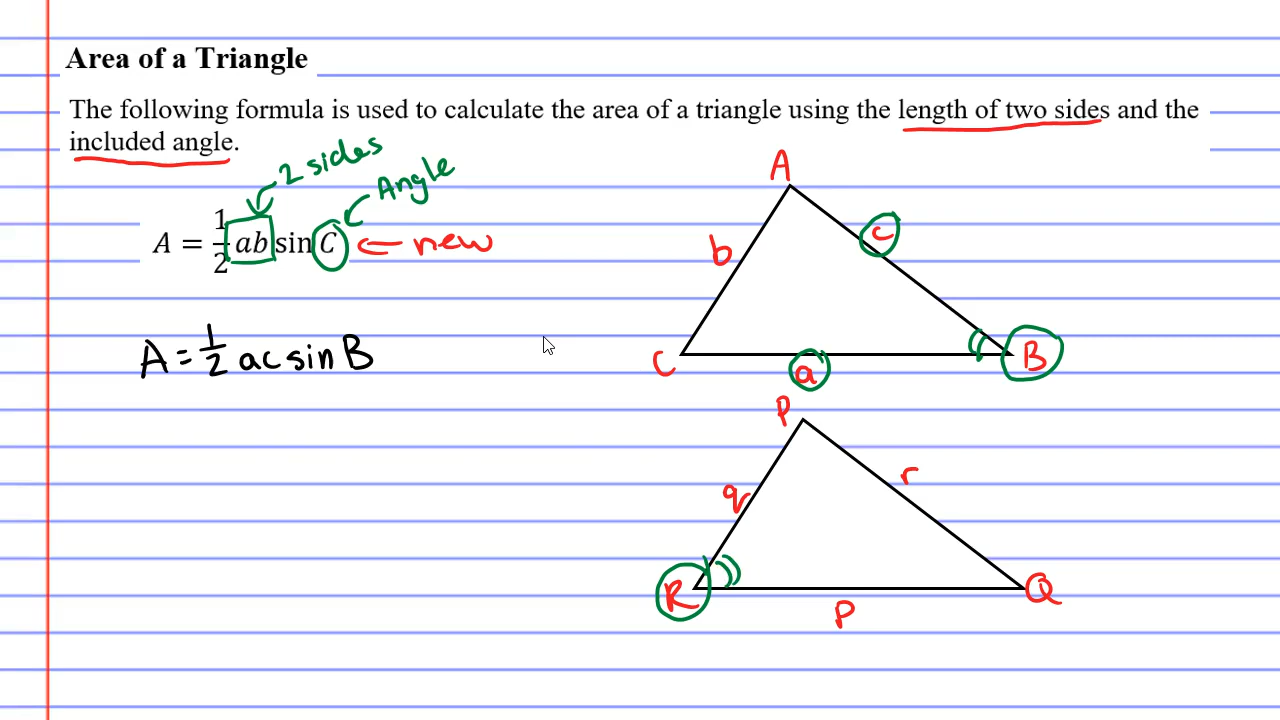 Area of a Triangle
The following formula is used to calculate the area of a triangle using the length of two sides and the
included angle.
2 sides
Angle
A = 1/2 ab sin C ← new
A = 1/2 ac sin B
A
b
c
C
a
B
P
q
r
R
p
Q